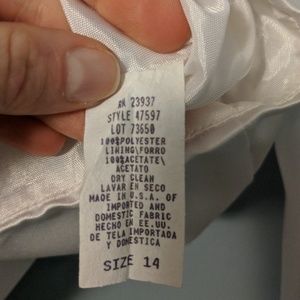 RN 23937
STYLE 47597
LOT 73650
100%POLYESTER
LINING\FORRO
100%ACETATE/
ACETATO
DRY CLEAN
LAVAR EN SECO
MADE IN U.S.A. OF
IMPORTED AND
DOMESTIC FABRIC
HECHO EN EE.UU.
DE TELA IMPORTADA
Y DOMESTICA
SIZE 14